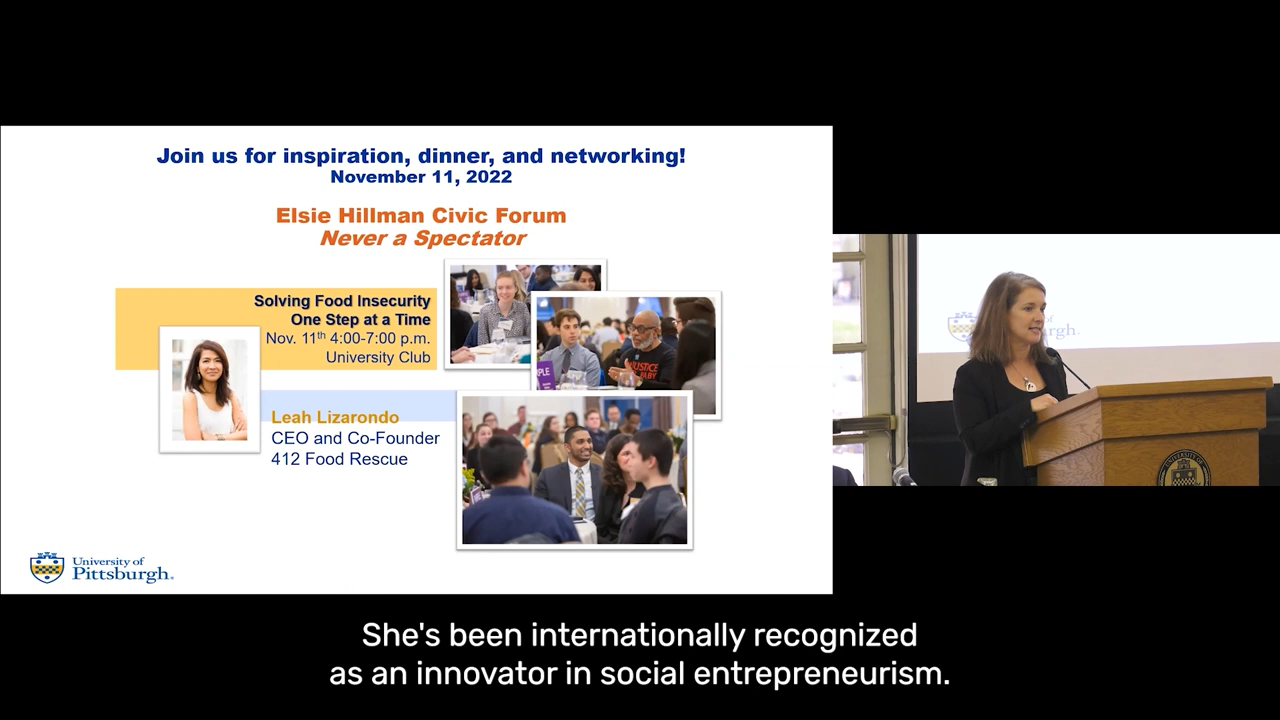 Join us for inspiration, dinner, and networking!
November 11, 2022
Elsie Hillman Civic Forum
Never a Spectator
Solving Food Insecurity
One Step at a Time
Nov. 11th 4:00-7:00 p.m.
University Club
Leah Lizarondo
CEO and Co-Founder
412 Food Rescue
University of
Pittsburgh.
She's been internationally recognized
as an innovator in social entrepreneurism.